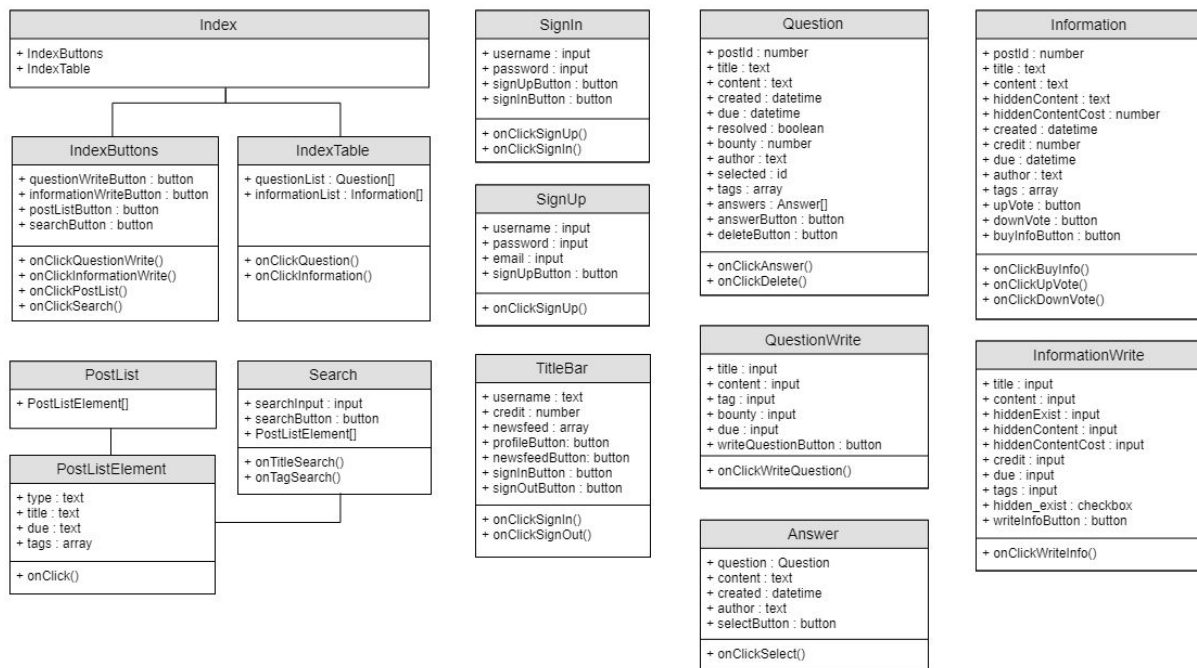 Index
+ IndexButtons
+ IndexTable
IndexButtons
+ questionWriteButton : button
+ informationWriteButton : button
+ postListButton : button
+ searchButton : button
+ onClickQuestionWrite()
+ onClickInformationWrite()
+ onClickPostList()
+ onClickSearch()
IndexTable
+ questionList : Question[]
+ informationList : Information[]
+ onClickQuestion()
+ onClickInformation()
PostList
+ PostListElement[]
PostListElement
+ type : text
+ title : text
+ due : text
+ tags : array
+ onClick()
Search
+ searchInput : input
+ searchButton : button
+ PostListElement[]
+ onTitleSearch()
+ onTagSearch()
SignIn
+ username : input
+ password : input
+ signUpButton : button
+ signInButton : button
+ onClickSignUp()
+ onClickSignIn()
SignUp
+ username : input
+ password : input
+ email : input
+ signUpButton : button
+ onClickSignUp()
TitleBar
+ username : text
+ credit : number
+ newsfeed : array
+ profileButton: button
+ newsfeedButton: button
+ signInButton : button
+ signOutButton : button
+ onClickSignIn()
+ onClickSignOut()
Question
+ postId : number
+ title : text
+ content : text
+ created : datetime
+ due : datetime
+ resolved : boolean
+ bounty : number
+ author : text
+ selected : id
+ tags : array
+ answers : Answer[]
+ answerButton : button
+ deleteButton : button
+ onClickAnswer()
+ onClickDelete()
QuestionWrite
+ title : input
+ content : input
+ tag : input
+ bounty : input
+ due : input
+ writeQuestionButton : button
+ onClickWriteQuestion()
Answer
+ question : Question
+ content : text
+ created : datetime
+ author : text
+ selectButton : button
+ onClickSelect()
Information
+ postId : number
+ title : text
+ content : text
+ hiddenContent : text
+ hiddenContentCost : number
+ created : datetime
+ credit : number
+ due : datetime
+ author : text
+ tags : array
+ upVote : button
+ downVote : button
+ buyInfoButton : button
+ onClickBuyInfo()
+ onClickUpVote()
+ onClickDownVote()
InformationWrite
+ title : input
+ content : input
+ hiddenExist : input
+ hiddenContent : input
+ hiddenContentCost : input
+ credit : input
+ due : input
+ tags : input
+ hidden_exist : checkbox
+ writeInfoButton : button
+ onClickWriteInfo()